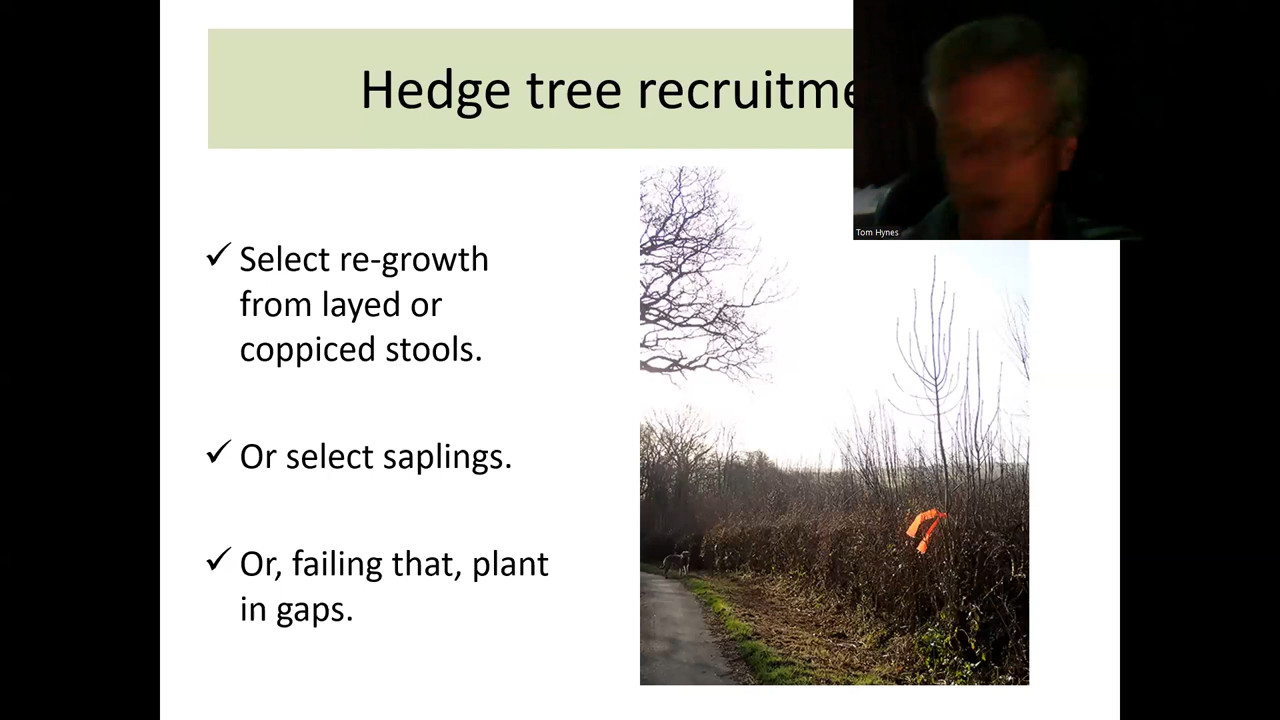 Hedge tree recruitme
Tom Hynes
✓ Select re-growth
from layed or
coppiced stools.
✓ Or select saplings.
✓ Or, failing that, plant
in gaps.